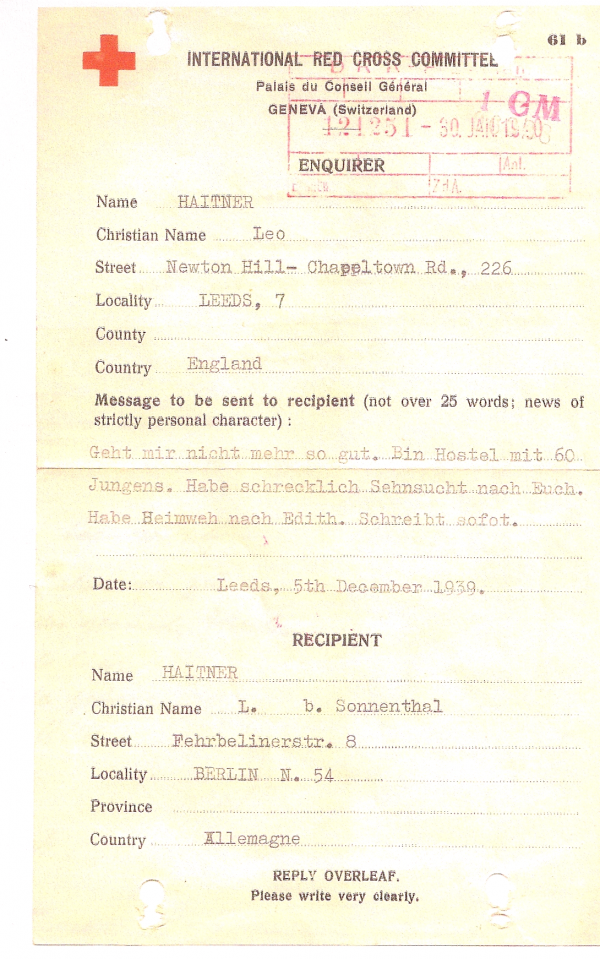 61 b
INTERNATIONAL RED CROSS COMMITTEE
Palais du Conseil Général
GENEVA (Switzerland)
1 GM
121251 - 30. JAN. 1940
ENQUIRER
Ant.
Name HAITNER
Christian Name Leo
Street Newton Hill- Chappltown Rd., 226
Locality LEEDS, 7
County
Country England
Message to be sent to recipient (not over 25 words; news of
strictly personal character) :
Geht mir nicht mehr so gut. Bin Hostel mit 60
Jungens. Habe schrecklich Sehnsucht nach Euch.
Habe Heimweh nach Edith. Schreibt sofot.
Date: Leeds, 5th December 1939.
RECIPIENT
Name HAITNER
Christian Name L. b. Sonnenthal
Street Fehrbelinerstr. 8
Locality BERLIN N. 54
Province
Country Allemagne
REPLY OVERLEAF.
Please write very clearly.